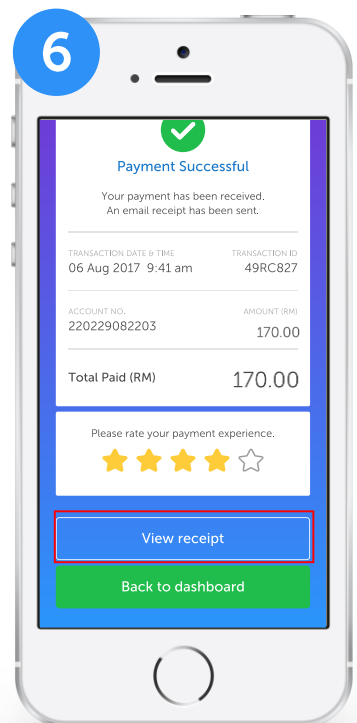 6
Payment Successful
Your payment has been received.
An email receipt has been sent.
TRANSACTION DATE & TIME TRANSACTION ID
06 Aug 2017 9:41 am 49RC827
ACCOUNT NO. AMOUNT (RM)
220229082203 170.00
Total Paid (RM) 170.00
Please rate your payment experience.
View receipt
Back to dashboard